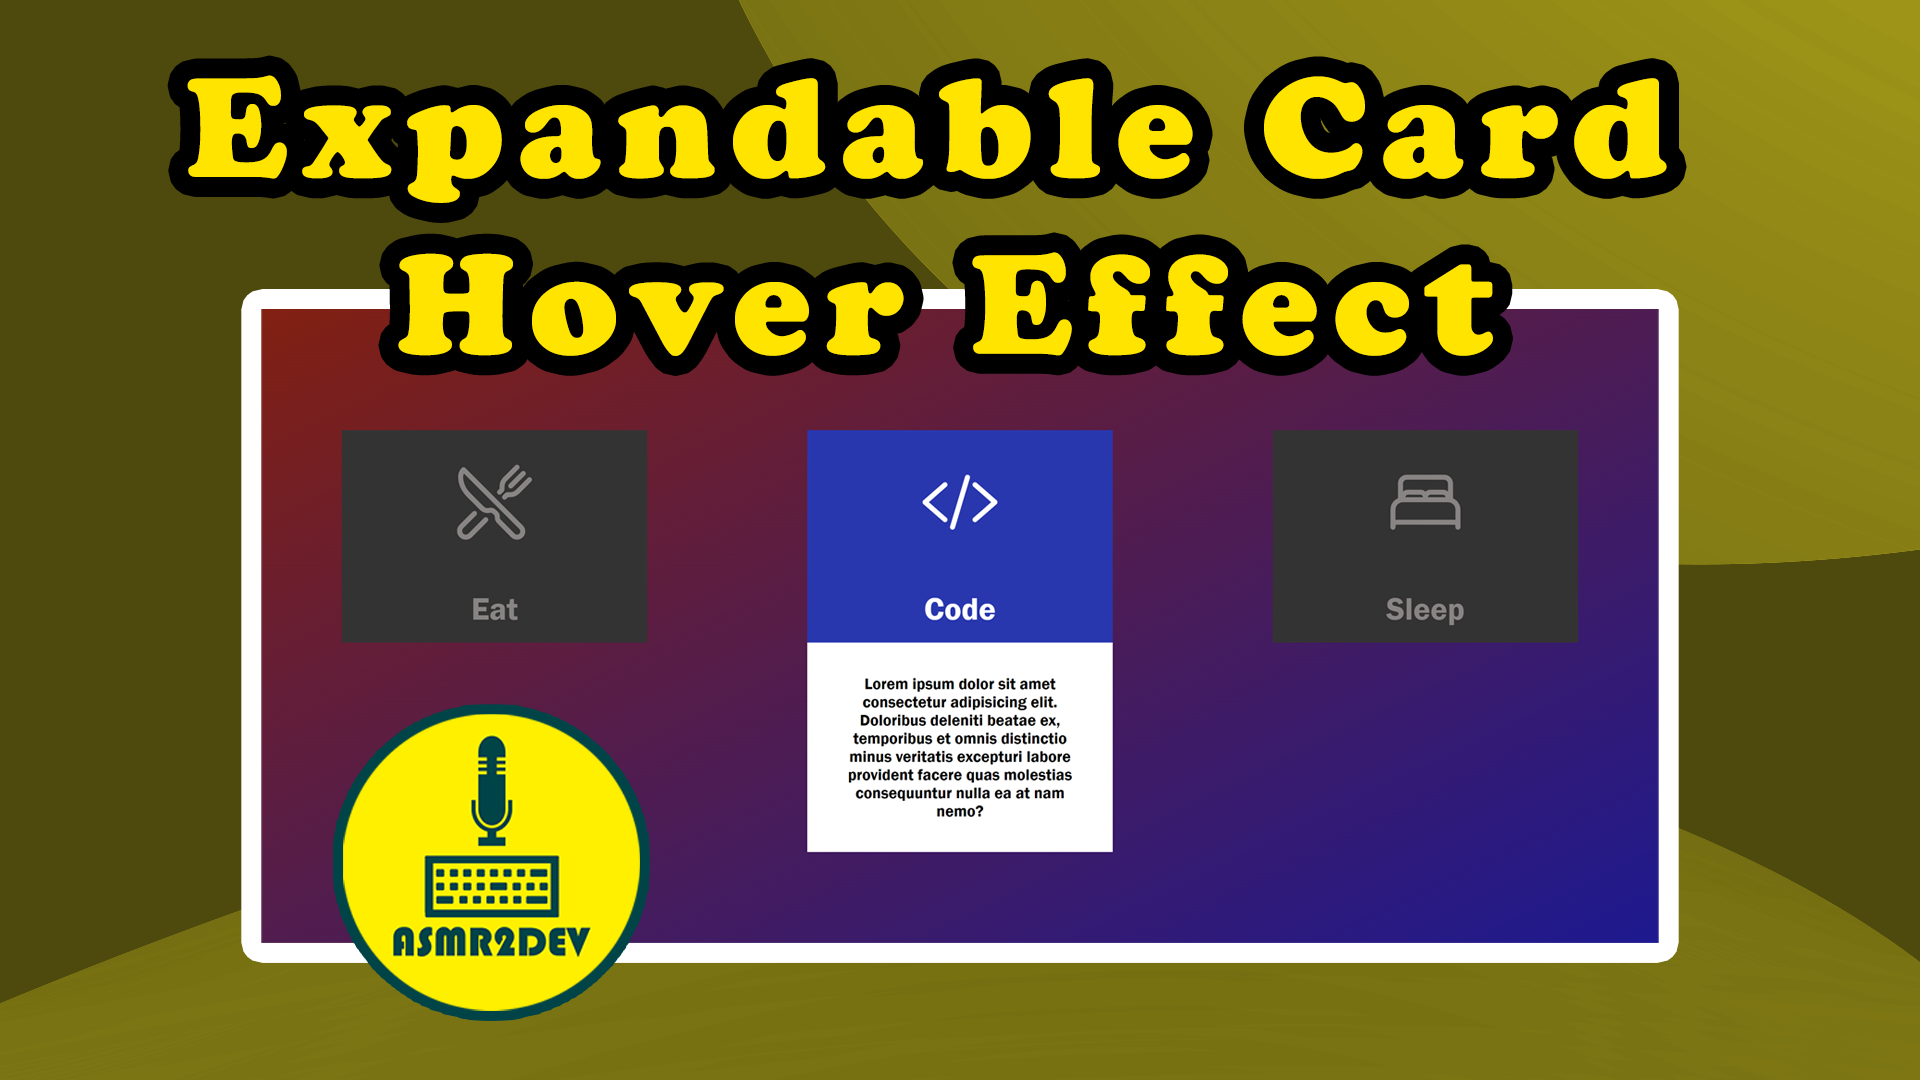 Expandable Card
Hover Effect
</>
Eat
Code
Sleep
Lorem ipsum dolor sit amet
consectetur adipisicing elit.
Doloribus deleniti beatae ex,
temporibus et omnis distinctio
minus veritatis excepturi labore
provident facere quas molestias
consequuntur nulla ea at nam
nemo?
ASMR2DEV